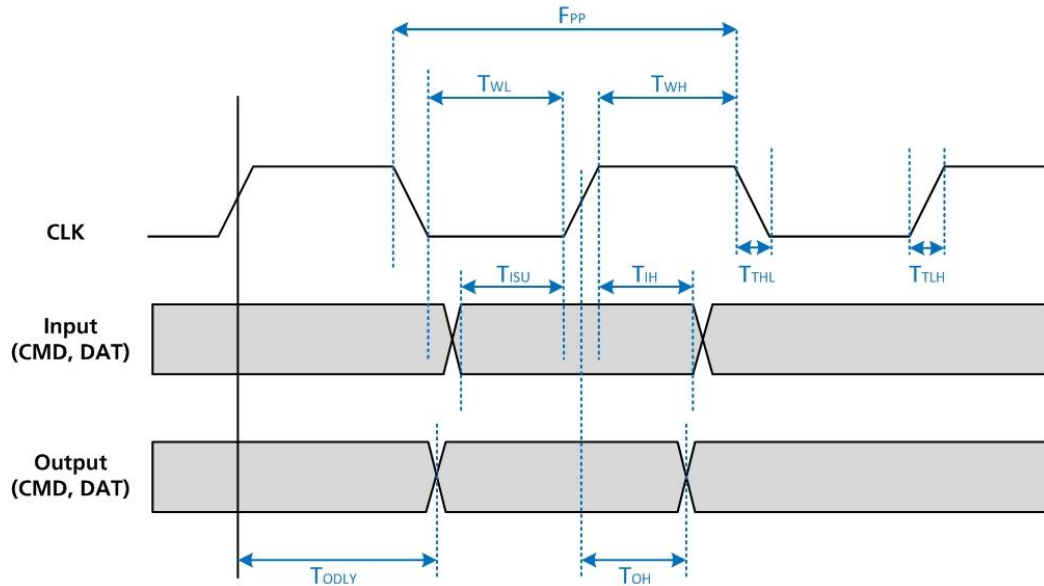 FPP
TWL
TWH
CLK
TISU
TIH
TTHL
TTLH
Input
(CMD, DAT)
Output
(CMD, DAT)
TODLY
TOH